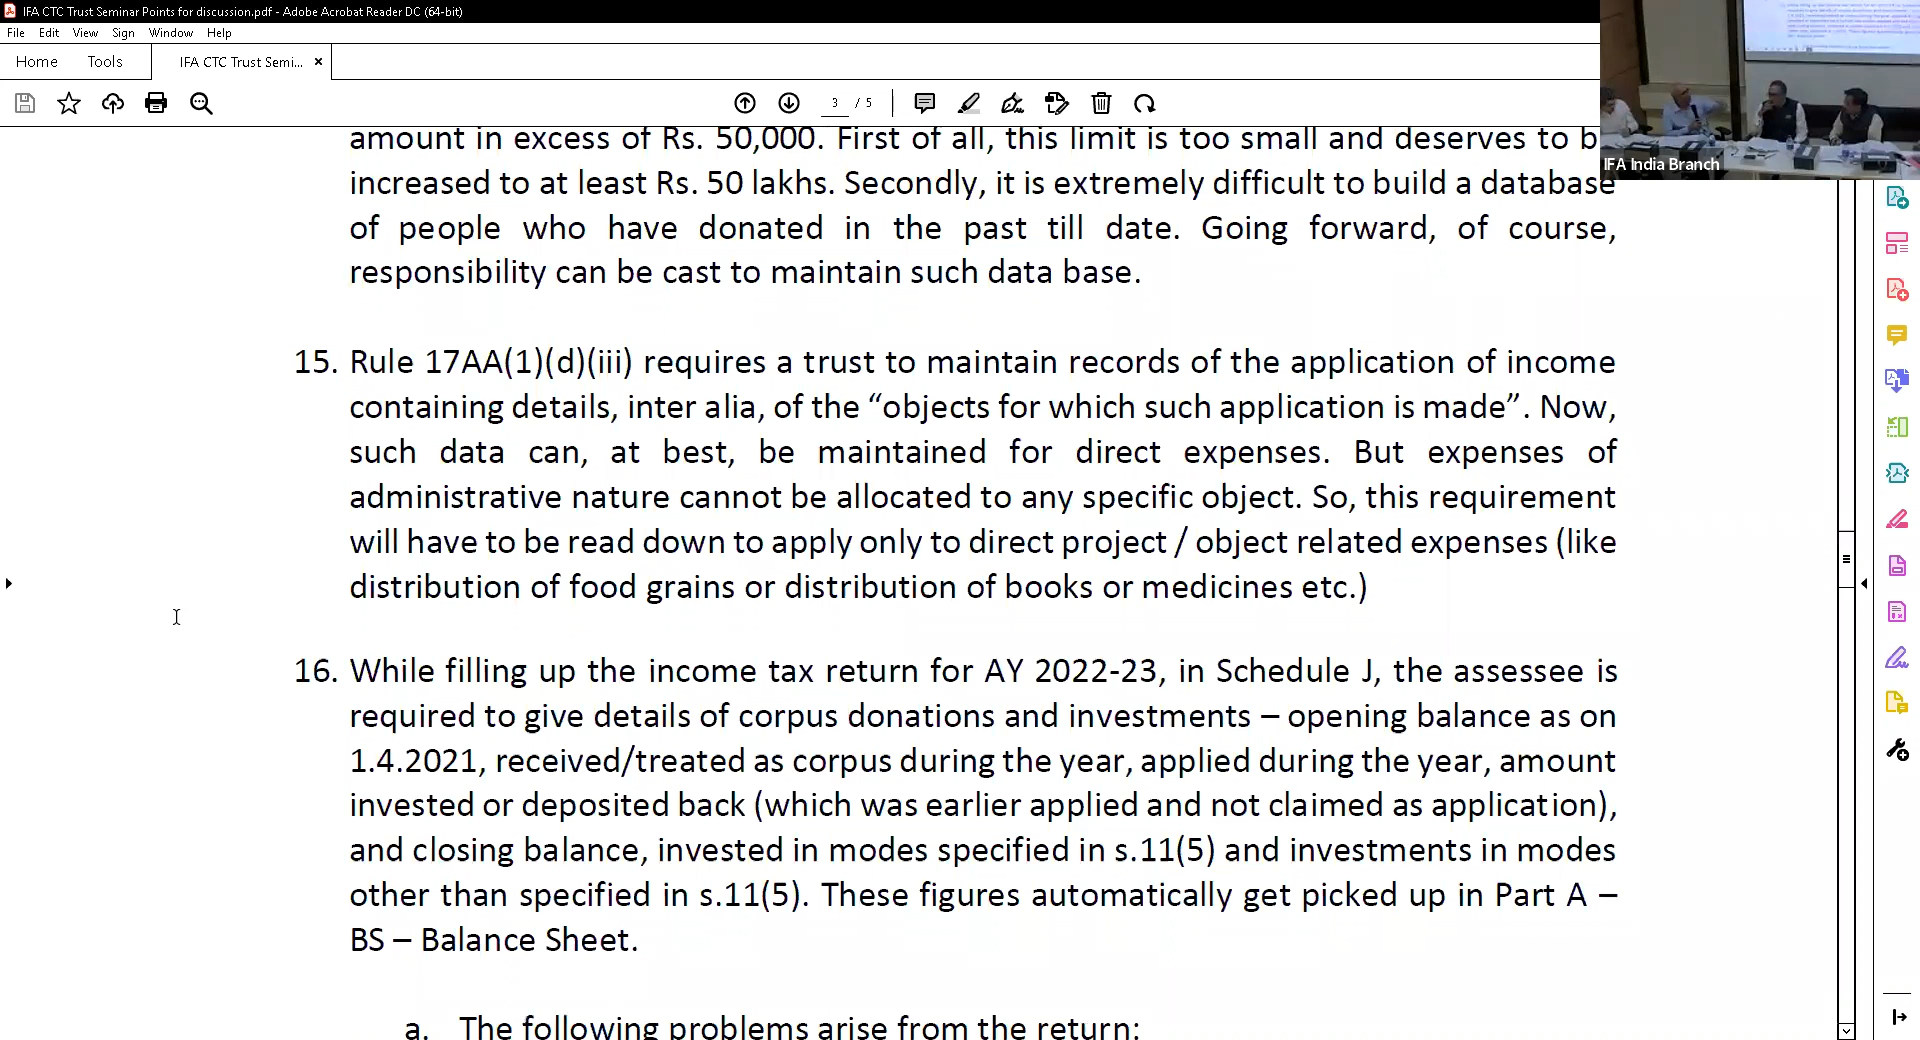 IFA CTC Trust Seminar Points for discussion.pdf - Adobe Acrobat Reader DC (64-bit)
File Edit View Sign Window Help
Home Tools IFA CTC Trust Semi... ×
3 / 5
IFA India Branch
amount in excess of Rs. 50,000. First of all, this limit is too small and deserves to b
increased to at least Rs. 50 lakhs. Secondly, it is extremely difficult to build a database
of people who have donated in the past till date. Going forward, of course,
responsibility can be cast to maintain such data base.
15. Rule 17AA(1)(d)(iii) requires a trust to maintain records of the application of income
containing details, inter alia, of the “objects for which such application is made”. Now,
such data can, at best, be maintained for direct expenses. But expenses of
administrative nature cannot be allocated to any specific object. So, this requirement
will have to be read down to apply only to direct project / object related expenses (like
distribution of food grains or distribution of books or medicines etc.)
16. While filling up the income tax return for AY 2022-23, in Schedule J, the assessee is
required to give details of corpus donations and investments – opening balance as on
1.4.2021, received/treated as corpus during the year, applied during the year, amount
invested or deposited back (which was earlier applied and not claimed as application),
and closing balance, invested in modes specified in s.11(5) and investments in modes
other than specified in s.11(5). These figures automatically get picked up in Part A –
BS – Balance Sheet.
a. The following problems arise from the return: